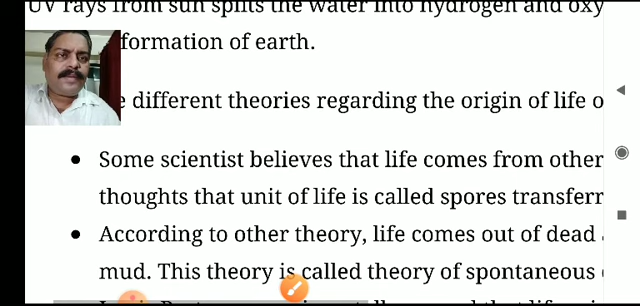 UV rays from sun splits the water into hydrogen and oxy
formation of earth.
different theories regarding the origin of life o
• Some scientist believes that life comes from other
thoughts that unit of life is called spores transferr
• According to other theory, life comes out of dead
mud. This theory is called theory of spontaneous